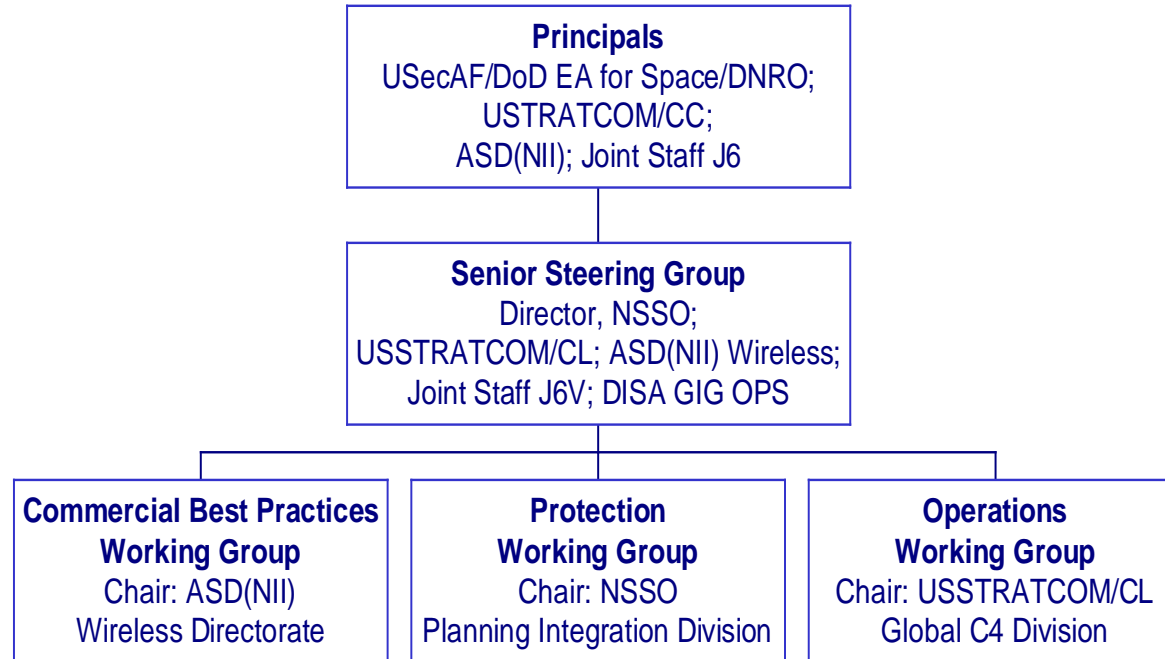 Principals
USecAF/DoD EA for Space/DNRO;
USTRATCOM/CC;
ASD(NII); Joint Staff J6
Senior Steering Group
Director, NSSO;
USSTRATCOM/CL; ASD(NII) Wireless;
Joint Staff J6V; DISA GIG OPS
Commercial Best Practices
Working Group
Chair: ASD(NII)
Wireless Directorate
Protection
Working Group
Chair: NSSO
Planning Integration Division
Operations
Working Group
Chair: USSTRATCOM/CL
Global C4 Division